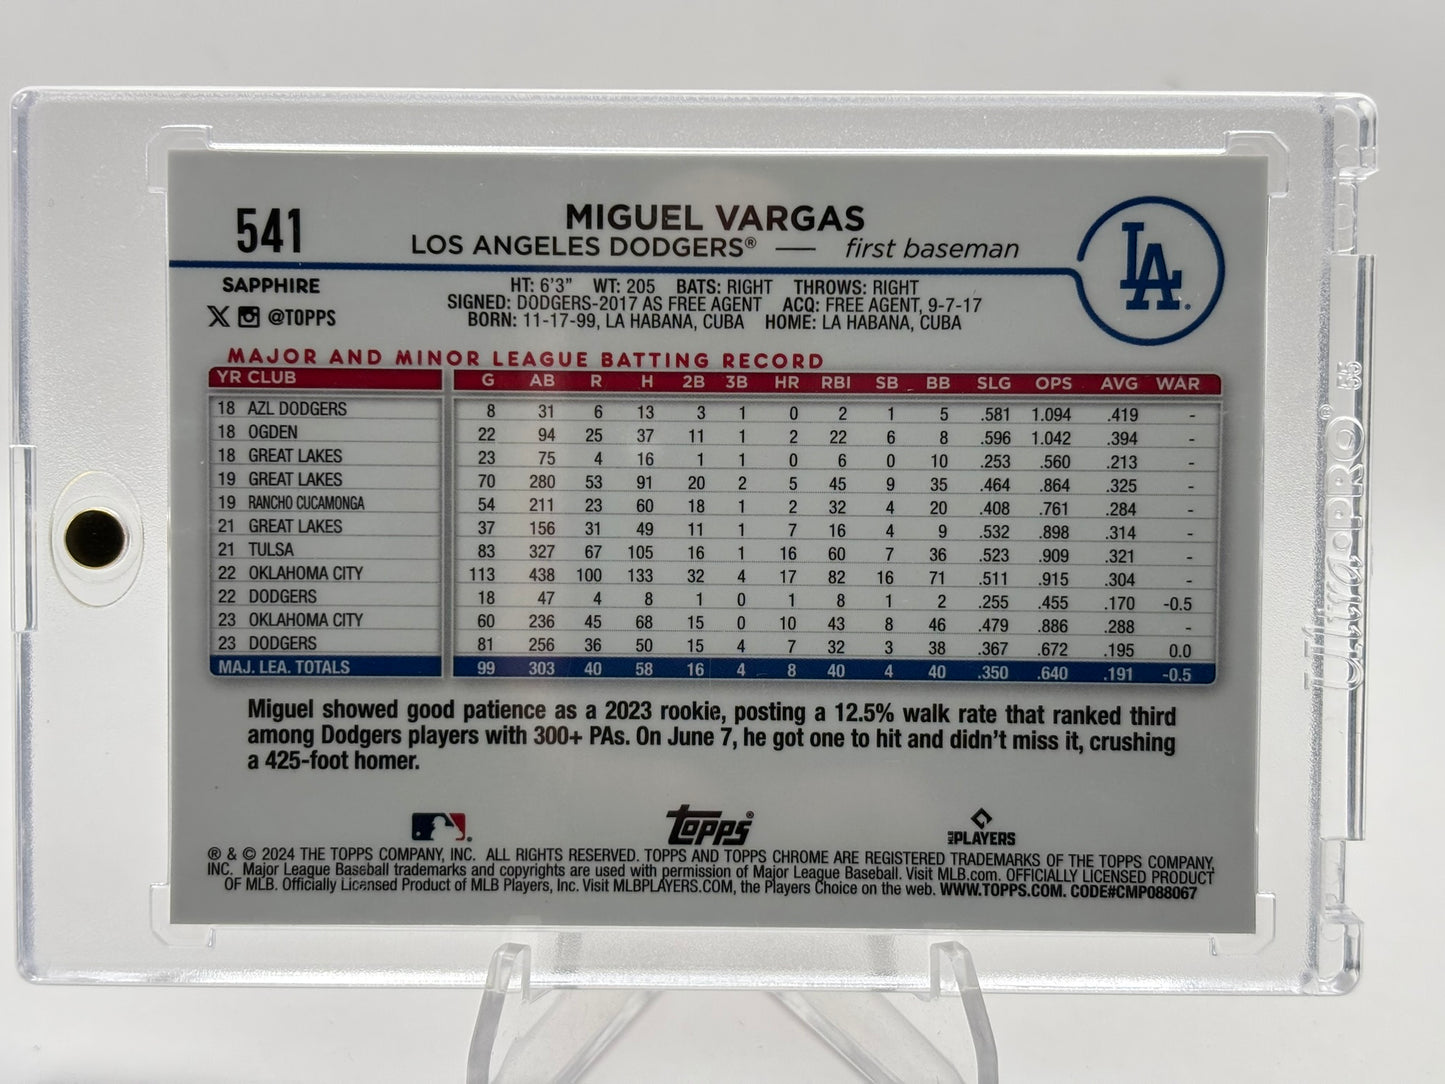 541
MIGUEL VARGAS
LOS ANGELES DODGERS® — first baseman
LA
SAPPHIRE
X @TOPPS
HT: 6'3" WT: 205 BATS: RIGHT THROWS: RIGHT
SIGNED: DODGERS-2017 AS FREE AGENT ACQ: FREE AGENT, 9-7-17
BORN: 11-17-99, LA HABANA, CUBA HOME: LA HABANA, CUBA
MAJOR AND MINOR LEAGUE BATTING RECORD
YR CLUB G AB R H 2B 3B HR RBI SB BB SLG OPS AVG WAR
18 AZL DODGERS 8 31 6 13 3 1 0 2 1 5 .581 1.094 .419 -
18 OGDEN 22 94 25 37 11 1 2 22 6 8 .596 1.042 .394 -
18 GREAT LAKES 23 75 4 16 1 1 0 6 0 10 .253 .560 .213 -
19 GREAT LAKES 70 280 53 91 20 2 5 45 9 35 .464 .864 .325 -
19 RANCHO CUCAMONGA 54 211 23 60 18 1 2 32 4 20 .408 .761 .284 -
21 GREAT LAKES 37 156 31 49 11 1 7 16 4 9 .532 .898 .314 -
21 TULSA 83 327 67 105 16 1 16 60 7 36 .523 .909 .321 -
22 OKLAHOMA CITY 113 438 100 133 32 4 17 82 16 71 .511 .915 .304 -
22 DODGERS 18 47 4 8 1 0 1 8 1 2 .255 .455 .170 -0.5
23 OKLAHOMA CITY 60 236 45 68 15 0 10 43 8 46 .479 .886 .288 -
23 DODGERS 81 256 36 50 15 4 7 32 3 38 .367 .672 .195 0.0
MAJ. LEA. TOTALS 99 303 40 58 16 4 8 40 4 40 .350 .640 .191 -0.5
Miguel showed good patience as a 2023 rookie, posting a 12.5% walk rate that ranked third
among Dodgers players with 300+ PAs. On June 7, he got one to hit and didn't miss it, crushing
a 425-foot homer.
Topps®
MLB PLAYERS
® & © 2024 THE TOPPS COMPANY, INC. ALL RIGHTS RESERVED. TOPPS AND TOPPS CHROME ARE REGISTERED TRADEMARKS OF THE TOPPS COMPANY,
INC. Major League Baseball trademarks and copyrights are used with permission of Major League Baseball. Visit MLB.com. OFFICIALLY LICENSED PRODUCT
OF MLB. Officially Licensed Product of MLB Players, Inc. Visit MLBPLAYERS.COM, the Players Choice on the web. WWW.TOPPS.COM. CODE#CMP088067
Ultra•PRO®
55